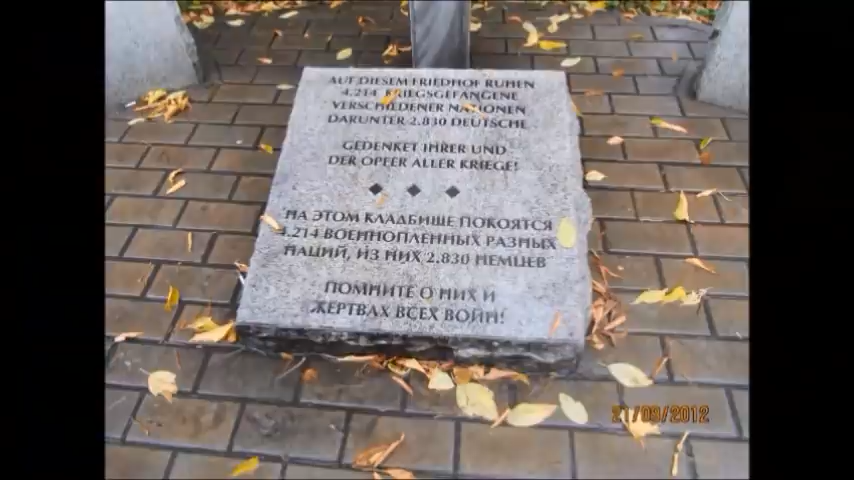 AUF DIESEM FRIEDHOF RUHEN
4.214 KRIEGSGEFANGENE
VERSCHIEDENER NATIONEN
DARUNTER 2.830 DEUTSCHE
GEDENKET IHRER UND
DER OPFER ALLER KRIEGE!
НА ЭТОМ КЛАДБИЩЕ ПОКОЯТСЯ
4.214 ВОЕННОПЛЕННЫХ РАЗНЫХ
НАЦИЙ, ИЗ НИХ 2.830 НЕМЦЕВ
ПОМНИТЕ О НИХ И
ЖЕРТВАХ ВСЕХ ВОЙН!
21/09/2012